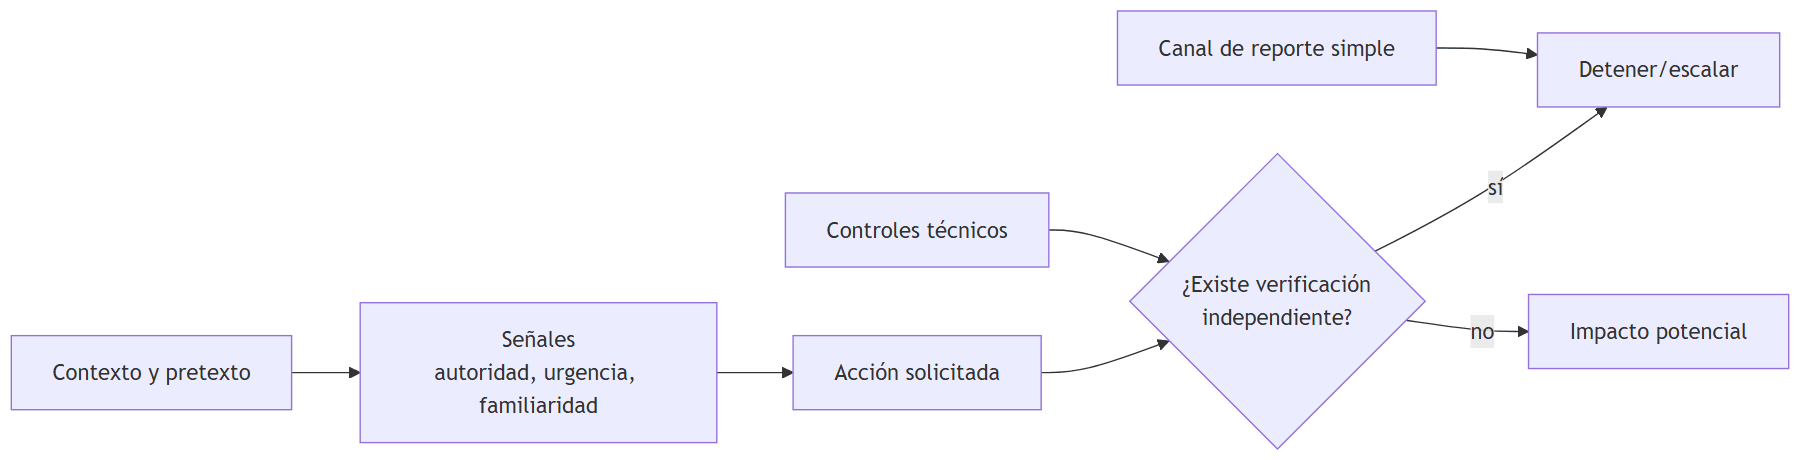 Canal de reporte simple
Detener/escalar
sí
Controles técnicos
¿Existe verificación
independiente?
Señales
autoridad, urgencia,
familiaridad
Contexto y pretexto
Acción solicitada
no
Impacto potencial